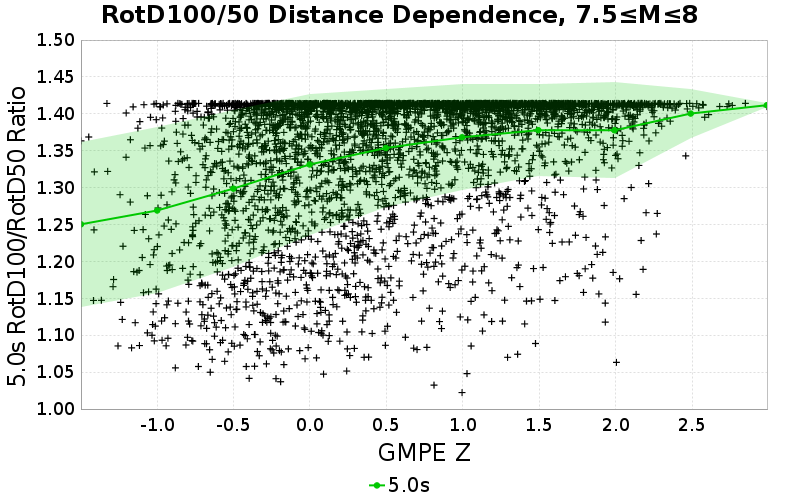 RotD100/50 Distance Dependence, 7.5≤M≤8
5.0s RotD100/RotD50 Ratio
1.50
1.45
1.40
1.35
1.30
1.25
1.20
1.15
1.10
1.05
1.00
-1.0 -0.5 0.0 0.5 1.0 1.5 2.0 2.5
GMPE Z
5.0s